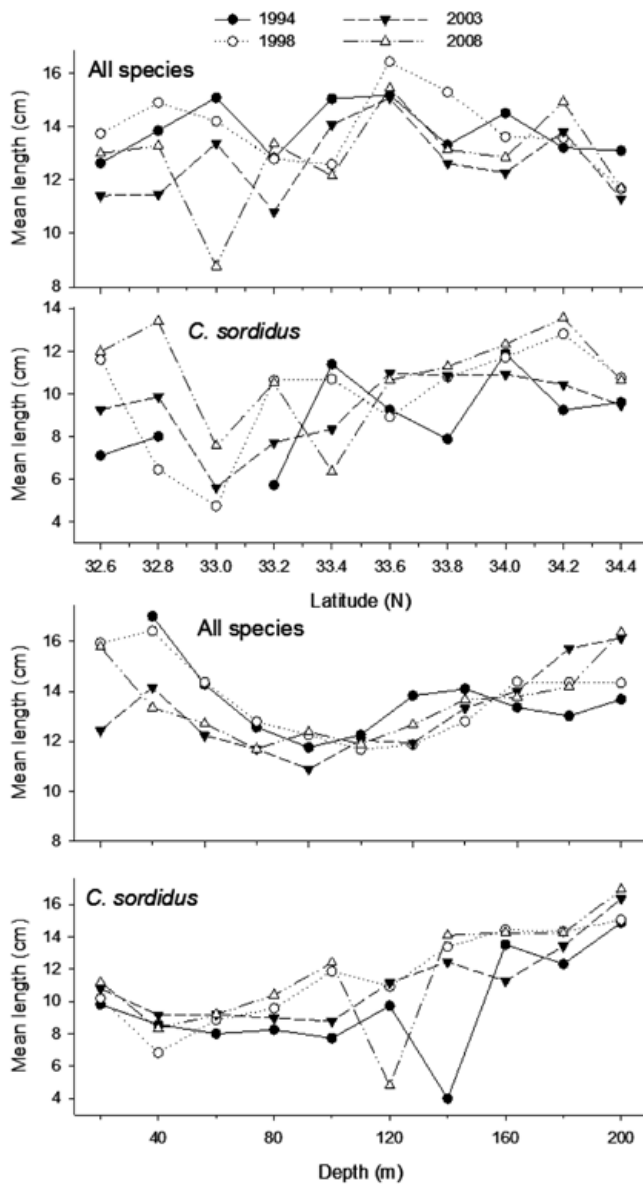 1994 2003
1998 2008
All species
Mean length (cm)
16
14
12
10
8
C. sordidus
Mean length (cm)
14
12
10
8
6
4
32.6 32.8 33.0 33.2 33.4 33.6 33.8 34.0 34.2 34.4
Latitude (N)
All species
Mean length (cm)
16
14
12
10
8
C. sordidus
Mean length (cm)
16
14
12
10
8
6
4
40 80 120 160 200
Depth (m)